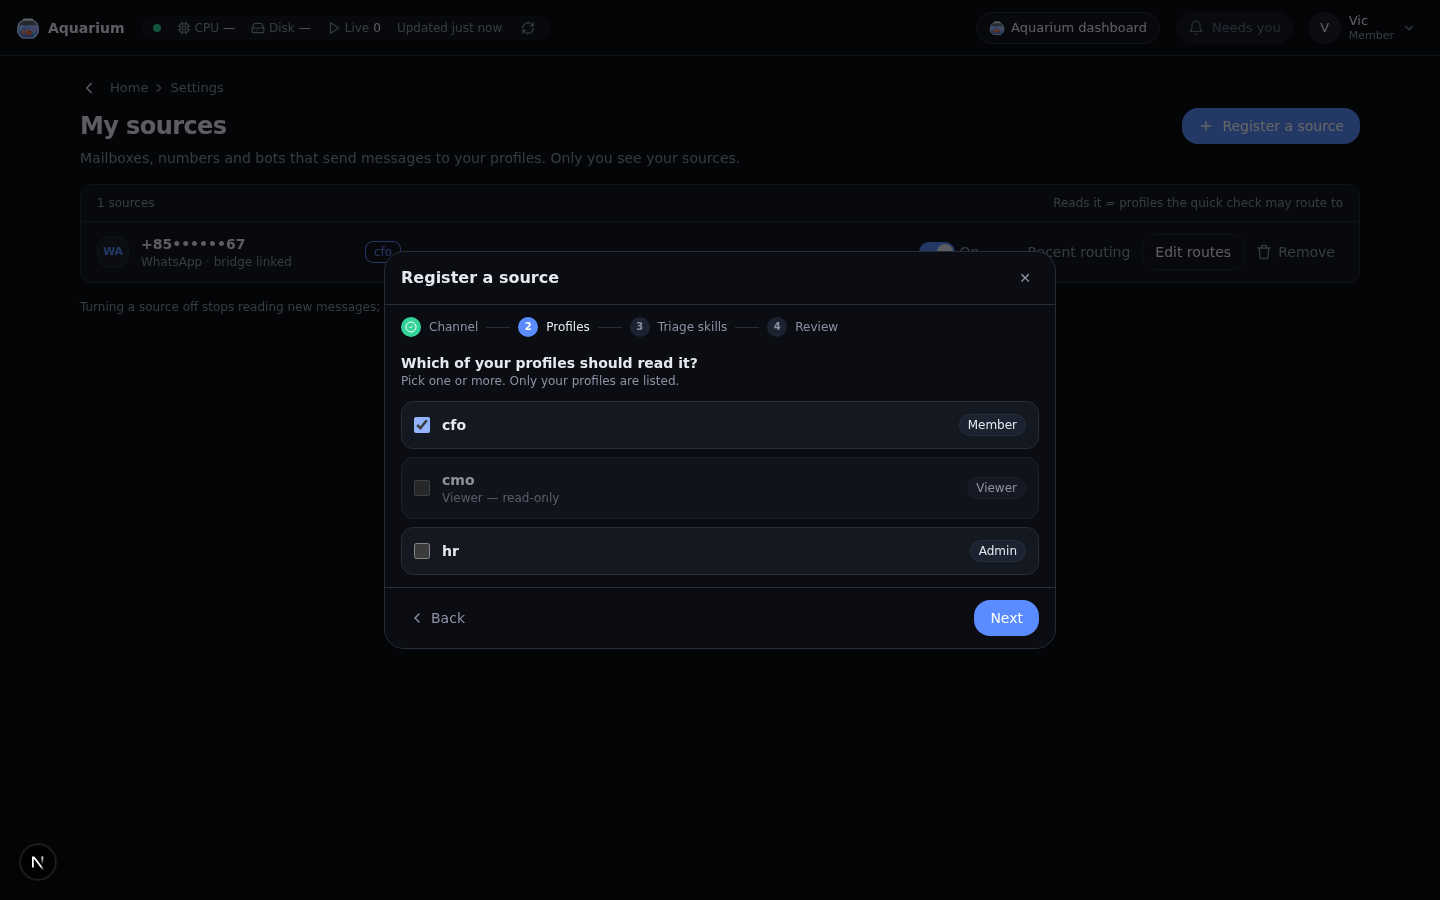 Aquarium
CPU — Disk — Live 0 Updated just now
Aquarium dashboard
Needs you
V
Vic
Member
Home Settings
My sources
Register a source
Mailboxes, numbers and bots that send messages to your profiles. Only you see your sources.
1 sources
Reads it = profiles the quick check may route to
WA
+85••••••67
WhatsApp · bridge linked
cfo
On
Recent routing
Edit routes
Remove
Turning a source off stops reading new messages;
Register a source
Channel 2 Profiles 3 Triage skills 4 Review
Which of your profiles should read it?
Pick one or more. Only your profiles are listed.
cfo
Member
cmo
Viewer — read-only
Viewer
hr
Admin
Back
Next
N